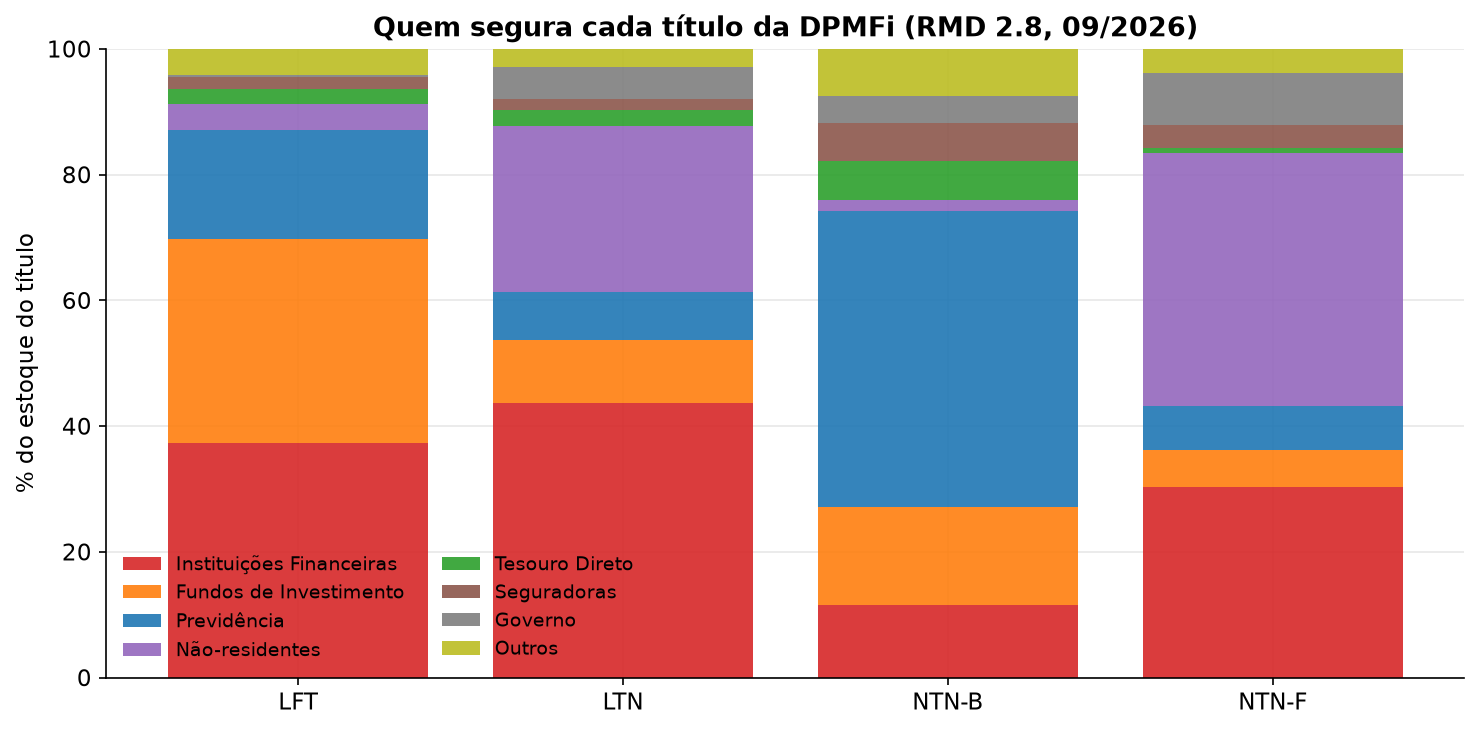 Quem segura cada título da DPMFi (RMD 2.8, 09/2026)
% do estoque do título
100
80
60
40
20
0
Instituições Financeiras
Fundos de Investimento
Previdência
Não-residentes
Tesouro Direto
Seguradoras
Governo
Outros
LFT
LTN
NTN-B
NTN-F